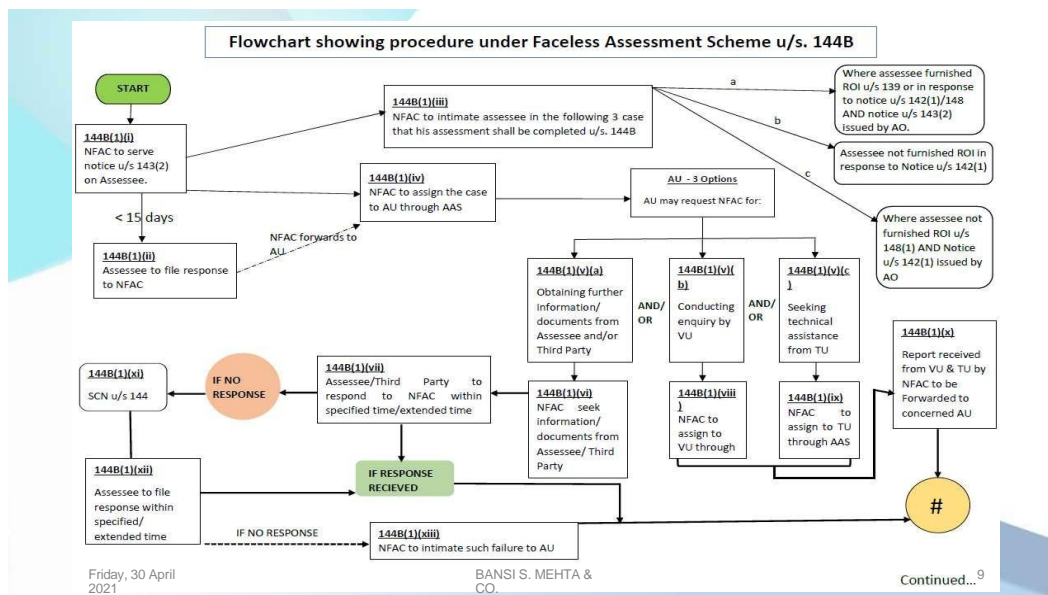 Flowchart showing procedure under Faceless Assessment Scheme u/s. 144B
START
144B(1)(i)
NFAC to serve
notice u/s 143(2)
on Assessee.
< 15 days
144B(1)(ii)
Assessee to file response
to NFAC
NFAC forwards to
AU
144B(1)(iii)
NFAC to intimate assessee in the following 3 case
that his assessment shall be completed u/s. 144B
144B(1)(iv)
NFAC to assign the case
to AU through AAS
a
b
c
Where assessee furnished
ROI u/s 139 or in response
to notice u/s 142(1)/148
AND notice u/s 143(2)
issued by AO.
Assessee not furnished ROI in
response to Notice u/s 142(1)
Where assessee not
furnished ROI u/s
148(1) AND Notice
u/s 142(1) issued by
AO
AU - 3 Options
AU may request NFAC for:
144B(1)(v)(a)
Obtaining further
information/
documents from
Assessee and/or
Third Party
AND/
OR
144B(1)(v)(
b)
Conducting
enquiry by
VU
AND/
OR
144B(1)(v)(c
)
Seeking
technical
assistance
from TU
144B(1)(vi)
NFAC seek
information/
documents from
Assessee/ Third
Party
144B(1)(viii
)
NFAC to
assign to
VU through
144B(1)(ix)
NFAC to
assign to TU
through AAS
144B(1)(x)
Report received
from VU & TU by
NFAC to be
Forwarded to
concerned AU
144B(1)(vii)
Assessee/Third Party to
respond to NFAC within
specified time/extended time
IF NO
RESPONSE
144B(1)(xi)
SCN u/s 144
144B(1)(xii)
Assessee to file
response within
specified/
extended time
IF RESPONSE
RECIEVED
IF NO RESPONSE
144B(1)(xiii)
NFAC to intimate such failure to AU
#
Continued...
Friday, 30 April
2021
BANSI S. MEHTA &
CO.
9